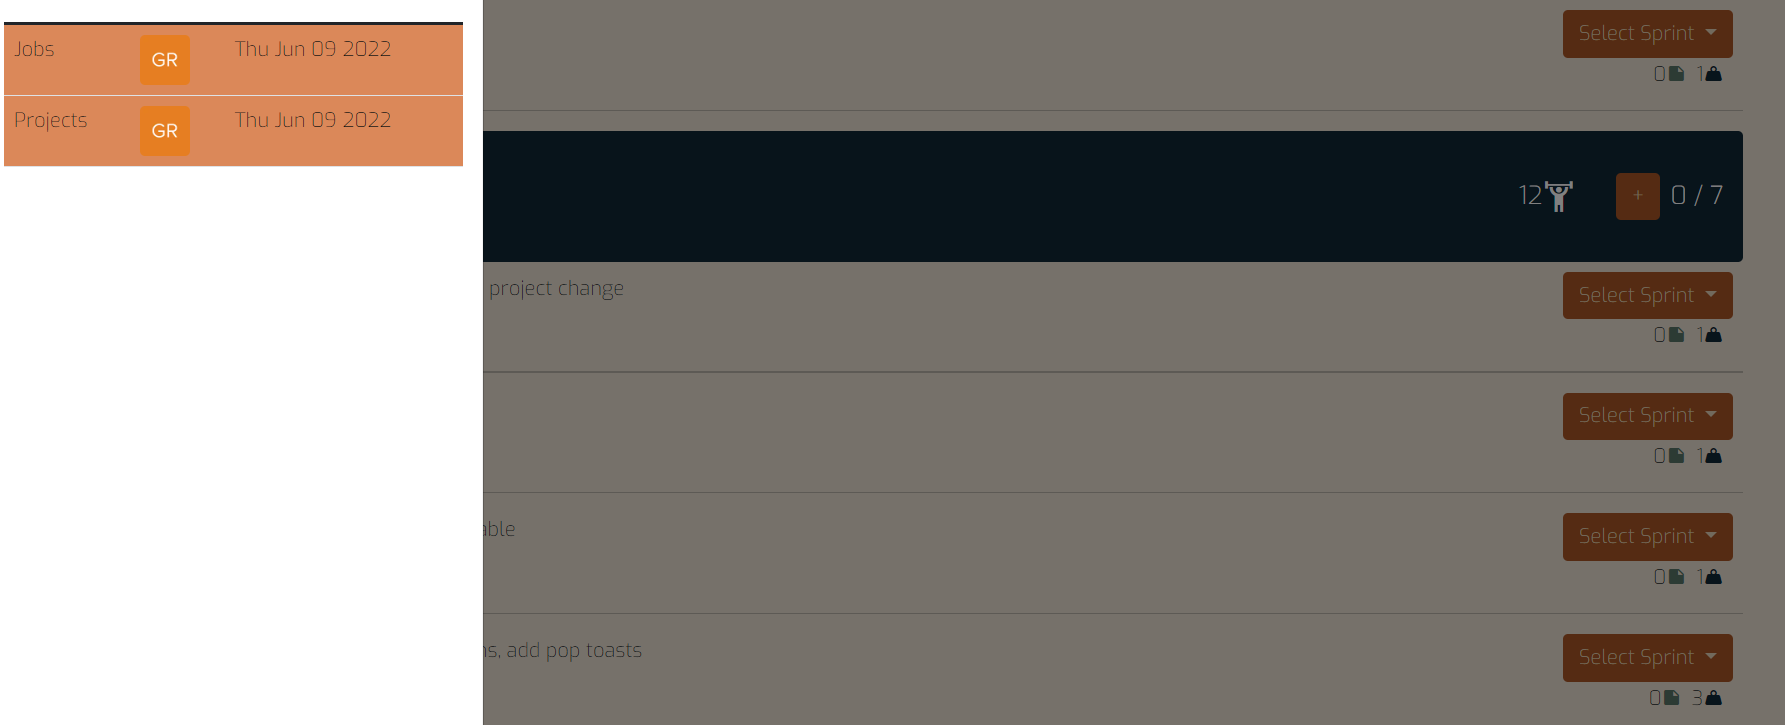 Jobs GR Thu Jun 09 2022
Projects GR Thu Jun 09 2022
Select Sprint
0 1
12 + 0 / 7
project change Select Sprint
0 1
Select Sprint
0 1
able Select Sprint
0 1
ns, add pop toasts Select Sprint
0 3